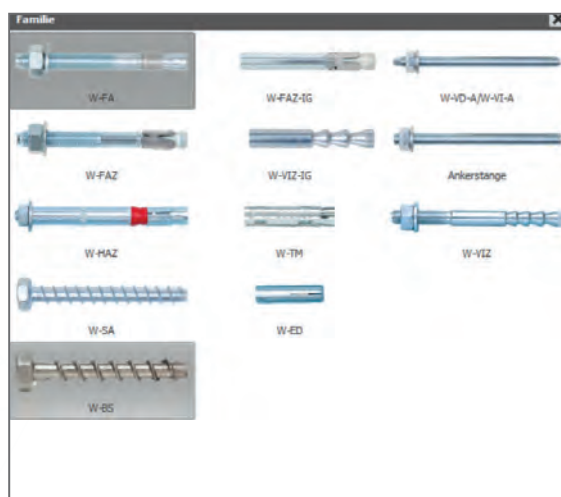 Familie
W-FA
W-FAZ-IG
W-VD-A/W-VI-A
W-FAZ
W-VIZ-IG
Ankerstange
W-HAZ
W-TM
W-VIZ
W-SA
W-ED
W-BS